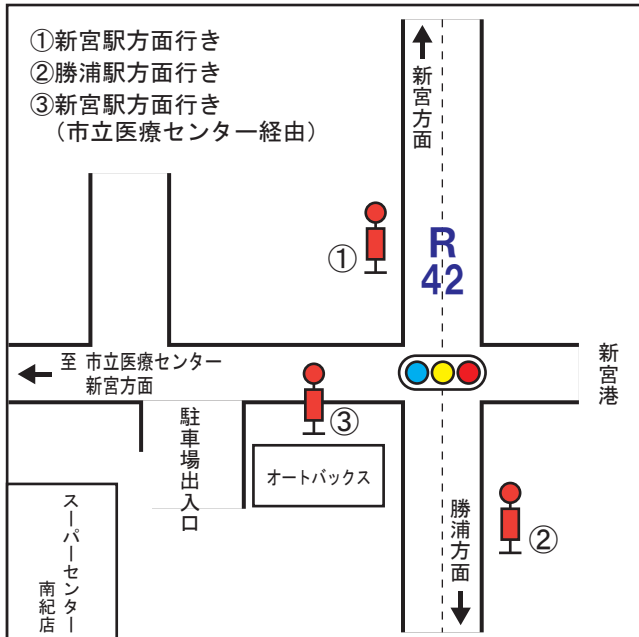 ①新宮駅方面行き
②勝浦駅方面行き
③新宮駅方面行き
（市立医療センター経由）
新宮方面
①
R
42
至 市立医療センター
新宮方面
新宮港
③
駐車場出入口
オートバックス
スーパーセンター
南紀店
勝浦方面
②